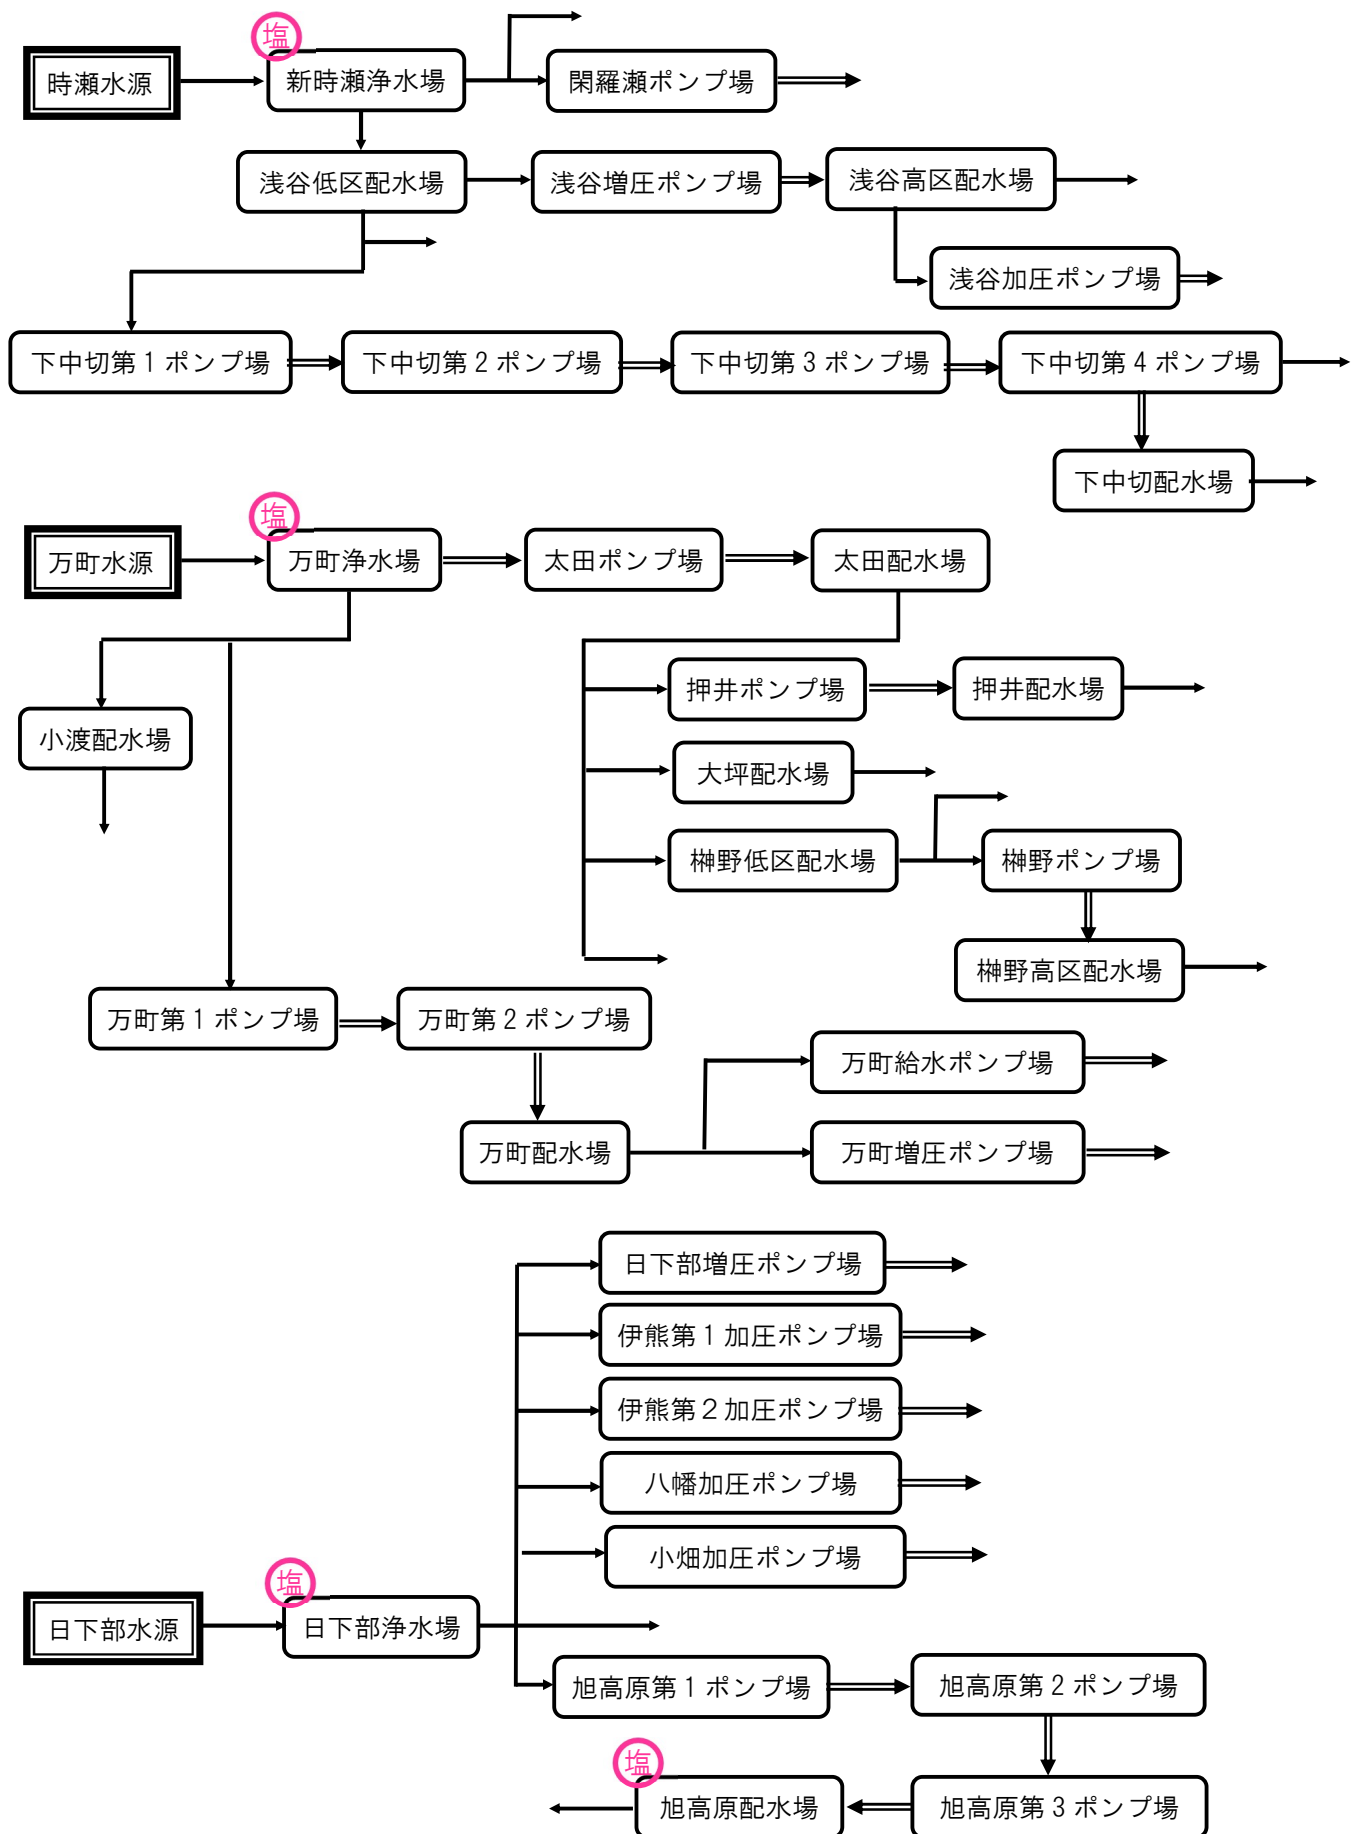 塩
時瀬水源
新時瀬浄水場
閑羅瀬ポンプ場
浅谷低区配水場
浅谷増圧ポンプ場
浅谷高区配水場
浅谷加圧ポンプ場
下中切第1ポンプ場
下中切第2ポンプ場
下中切第3ポンプ場
下中切第4ポンプ場
下中切配水場
塩
万町水源
万町浄水場
太田ポンプ場
太田配水場
押井ポンプ場
押井配水場
小渡配水場
大坪配水場
榊野低区配水場
榊野ポンプ場
榊野高区配水場
万町第1ポンプ場
万町第2ポンプ場
万町給水ポンプ場
万町配水場
万町増圧ポンプ場
日下部増圧ポンプ場
伊熊第1加圧ポンプ場
伊熊第2加圧ポンプ場
八幡加圧ポンプ場
小畑加圧ポンプ場
塩
日下部水源
日下部浄水場
旭高原第1ポンプ場
旭高原第2ポンプ場
塩
旭高原配水場
旭高原第3ポンプ場